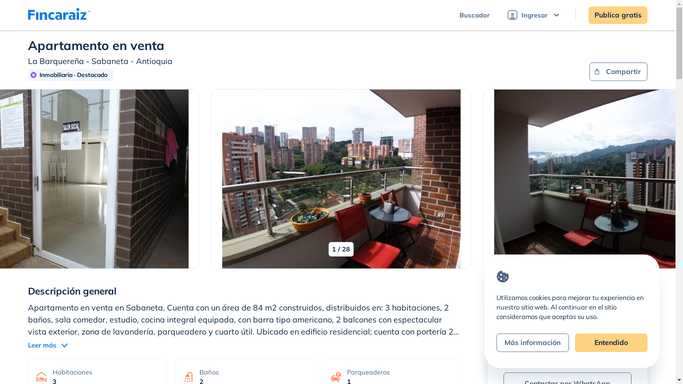 Fincaraiz
Buscador
Ingresar
Publica gratis
Apartamento en venta
La Barquereña - Sabaneta - Antioquia
Inmobiliaria - Destacado
Compartir
1 / 28
Descripción general
Apartamento en venta en Sabaneta. Cuenta con un área de 84 m2 construidos, distribuidos en: 3 habitaciones, 2
baños, sala comedor, estudio, cocina integral equipada, con barra tipo americano, 2 balcones con espectacular
vista exterior, zona de lavandería, parqueadero y cuarto útil. Ubicado en edificio residencial; cuenta con portería 2...
Leer más
Habitaciones
3
Baños
2
Parqueaderos
1
Utilizamos cookies para mejorar tu experiencia en
nuestro sitio web. Al continuar en el sitio
consideramos que aceptas su uso.
Más información
Entendido
Contactar por WhatsApp